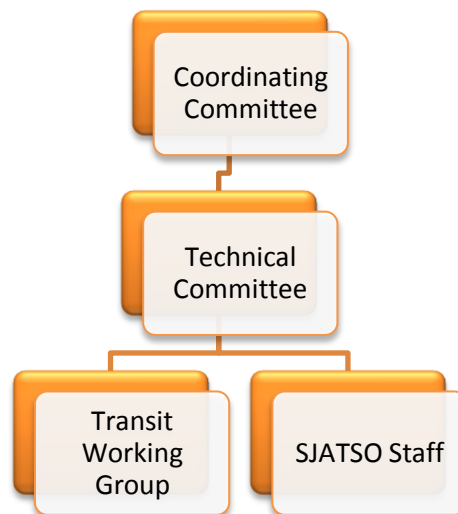 Coordinating
Committee
Technical
Committee
Transit
Working
Group
SJATSO Staff